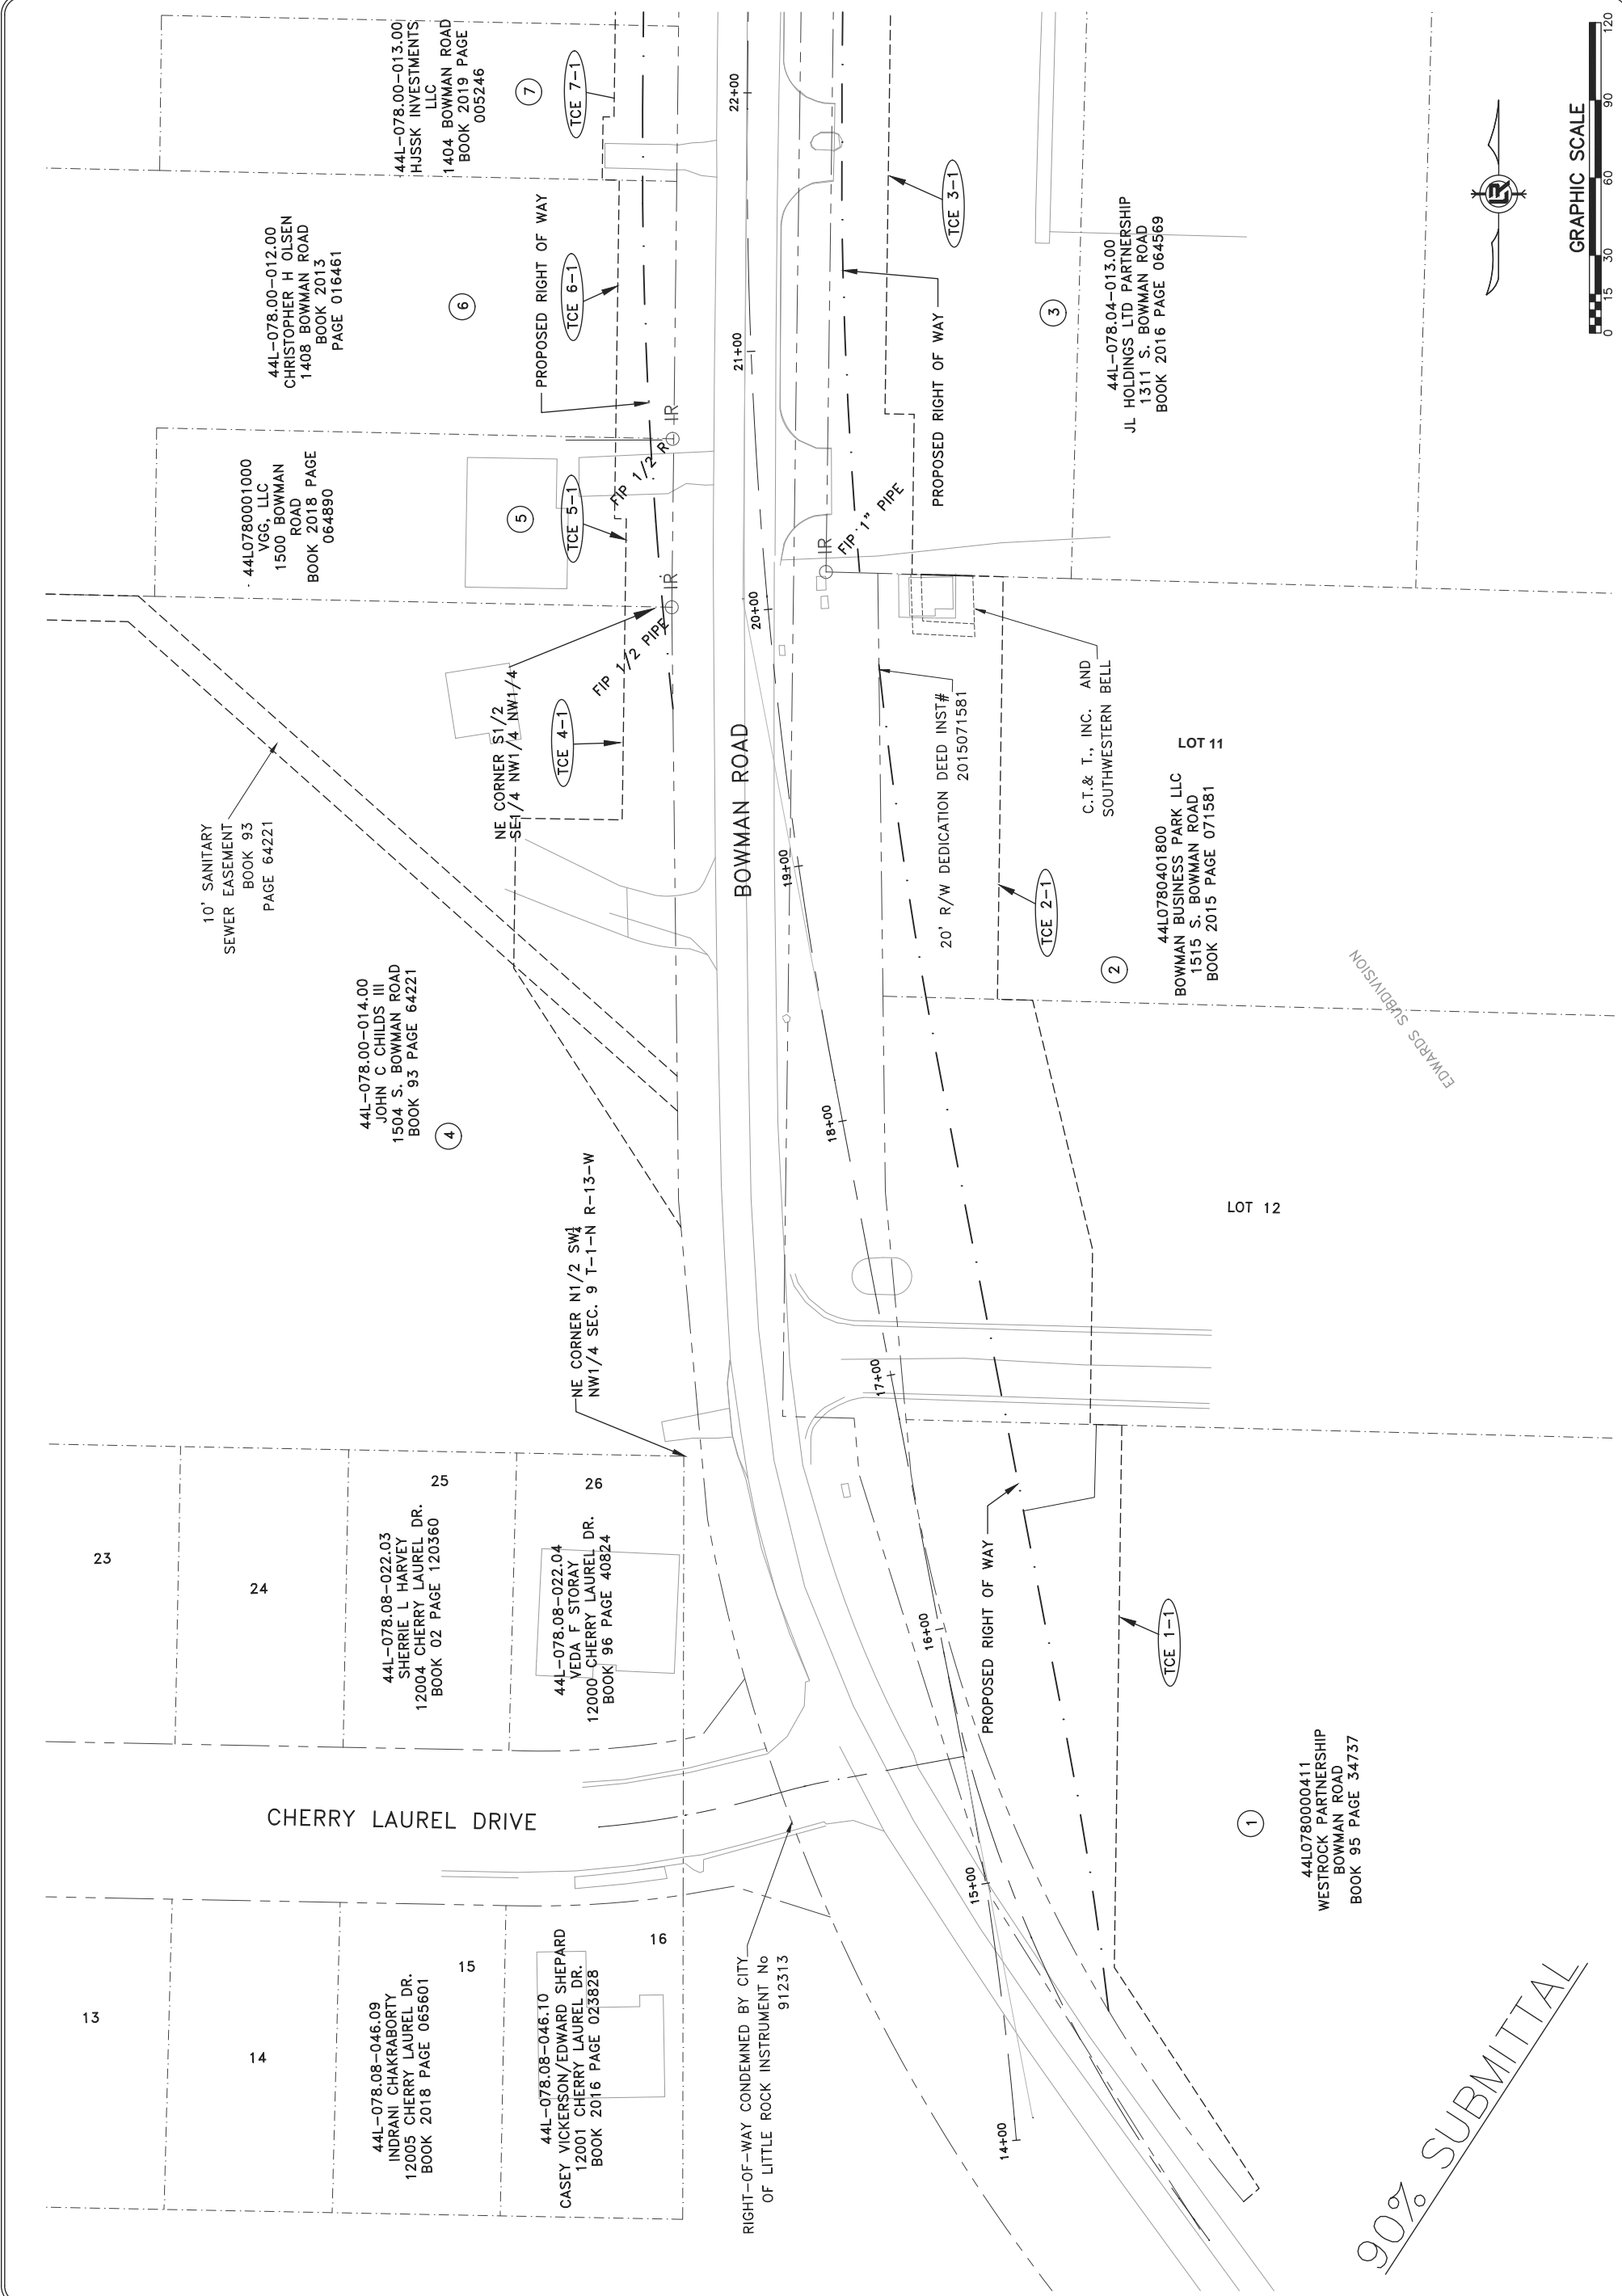 13
14
44L-078.08-046.09
INDRANI CHAKRABORTY
12005 CHERRY LAUREL DR.
BOOK 2018 PAGE 065601
15
44L-078.08-046.10
CASEY VICKERSON/EDWARD SHEPARD
12001 CHERRY LAUREL DR.
BOOK 2016 PAGE 023828
16
CHERRY LAUREL DRIVE
23
24
44L-078.08-022.03
SHERRIE L HARVEY
12004 CHERRY LAUREL DR.
BOOK 02 PAGE 120360
25
44L-078.08-022.04
VEDA F STORAY
12000 CHERRY LAUREL DR.
BOOK 96 PAGE 40824
26
RIGHT-OF-WAY CONDEMNED BY CITY
OF LITTLE ROCK INSTRUMENT No
912313
NE CORNER N1/2 SW¼
NW1/4 SEC. 9 T-1-N R-13-W
44L-078.00-014.00
JOHN C CHILDS III
1504 S. BOWMAN ROAD
BOOK 93 PAGE 64221
4
10' SANITARY
SEWER EASEMENT
BOOK 93
PAGE 64221
NE CORNER S1/2
SE1/4 NW1/4 NW1/4
TCE 4-1
FIP 1/2 PIPE
IR
44L0780001000
VGG, LLC
1500 BOWMAN
ROAD
BOOK 2018 PAGE
064890
5
TCE 5-1
FIP 1/2 R
IR
44L-078.00-012.00
CHRISTOPHER H OLSEN
1408 BOWMAN ROAD
BOOK 2013
PAGE 016461
6
PROPOSED RIGHT OF WAY
TCE 6-1
44L-078.00-013.00
HJSSK INVESTMENTS
LLC
1404 BOWMAN ROAD
BOOK 2019 PAGE
005246
7
TCE 7-1
BOWMAN ROAD
14+00
15+00
16+00
17+00
18+00
19+00
20+00
21+00
22+00
IR
FIP 1" PIPE
PROPOSED RIGHT OF WAY
TCE 3-1
3
44L-078.04-013.00
JL HOLDINGS LTD PARTNERSHIP
1311 S. BOWMAN ROAD
BOOK 2016 PAGE 064569
20' R/W DEDICATION DEED INST#
2015071581
C.T.& T., INC. AND
SOUTHWESTERN BELL
TCE 2-1
2
44L0780401800
BOWMAN BUSINESS PARK LLC
1515 S. BOWMAN ROAD
BOOK 2015 PAGE 071581
LOT 11
EDWARDS SUBDIVISION
LOT 12
PROPOSED RIGHT OF WAY
TCE 1-1
1
44L0780000411
WESTROCK PARTNERSHIP
BOWMAN ROAD
BOOK 95 PAGE 34737
90% SUBMITTAL
LR
GRAPHIC SCALE
0 15 30 60 90 120